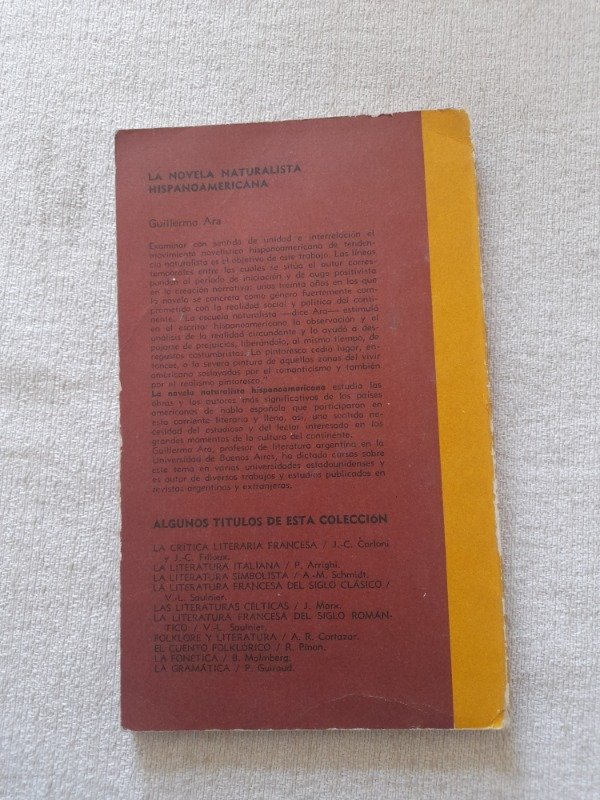 LA NOVELA NATURALISTA
HISPANOAMERICANA
Guillermo Ara
Examinar con sentido de unidad e interrelación el
movimiento novelístico hispanoamericano de tenden-
cia naturalista es el objetivo de este trabajo. Las líneas
temporales entre las cuales se sitúa el autor corres-
ponden al período de iniciación y de auge positivista
en la creación narrativa: unos treinta años en los que
la novela se concreta como género fuertemente com-
prometido con la realidad social y política del conti-
nente. "La escuela naturalista —dice Ara— estimuló
en el escritor hispanoamericano la observación y el
análisis de la realidad circundante y lo ayudó a des-
pojarse de prejuicios, liberándolo, al mismo tiempo, de
regustos costumbristas. Lo pintoresco cedió lugar, en-
tonces, a la severa pintura de aquellas zonas del vivir
americano soslayadas por el romanticismo y también
por el realismo pintoresco."
La novela naturalista hispanoamericana estudia las
obras y los autores más significativos de los países
americanos de habla española que participaron en
esta corriente literaria y llena, así, una sentida ne-
cesidad del estudioso y del lector interesado en los
grandes momentos de la cultura del continente.
Guillermo Ara, profesor de literatura argentina en la
Universidad de Buenos Aires, ha dictado cursos sobre
este tema en varias universidades estadounidenses y
es autor de diversos trabajos y estudios publicados en
revistas argentinas y extranjeras.
ALGUNOS TITULOS DE ESTA COLECCIÓN
LA CRITICA LITERARIA FRANCESA / J.-C. Carloni
y J.-C. Filloux.
LA LITERATURA ITALIANA / P. Arrighi.
LA LITERATURA SIMBOLISTA / A.-M. Schmidt.
LA LITERATURA FRANCESA DEL SIGLO CLÁSICO /
V.-L. Saulnier.
LAS LITERATURAS CELTICAS / J. Marx.
LA LITERATURA FRANCESA DEL SIGLO ROMÁN-
TICO / V.-L. Saulnier.
FOLKLORE Y LITERATURA / A. R. Cortazar.
EL CUENTO FOLKLÓRICO / R. Pinon.
LA FONETICA / B. Malmberg.
LA GRAMÁTICA / P. Guiraud.